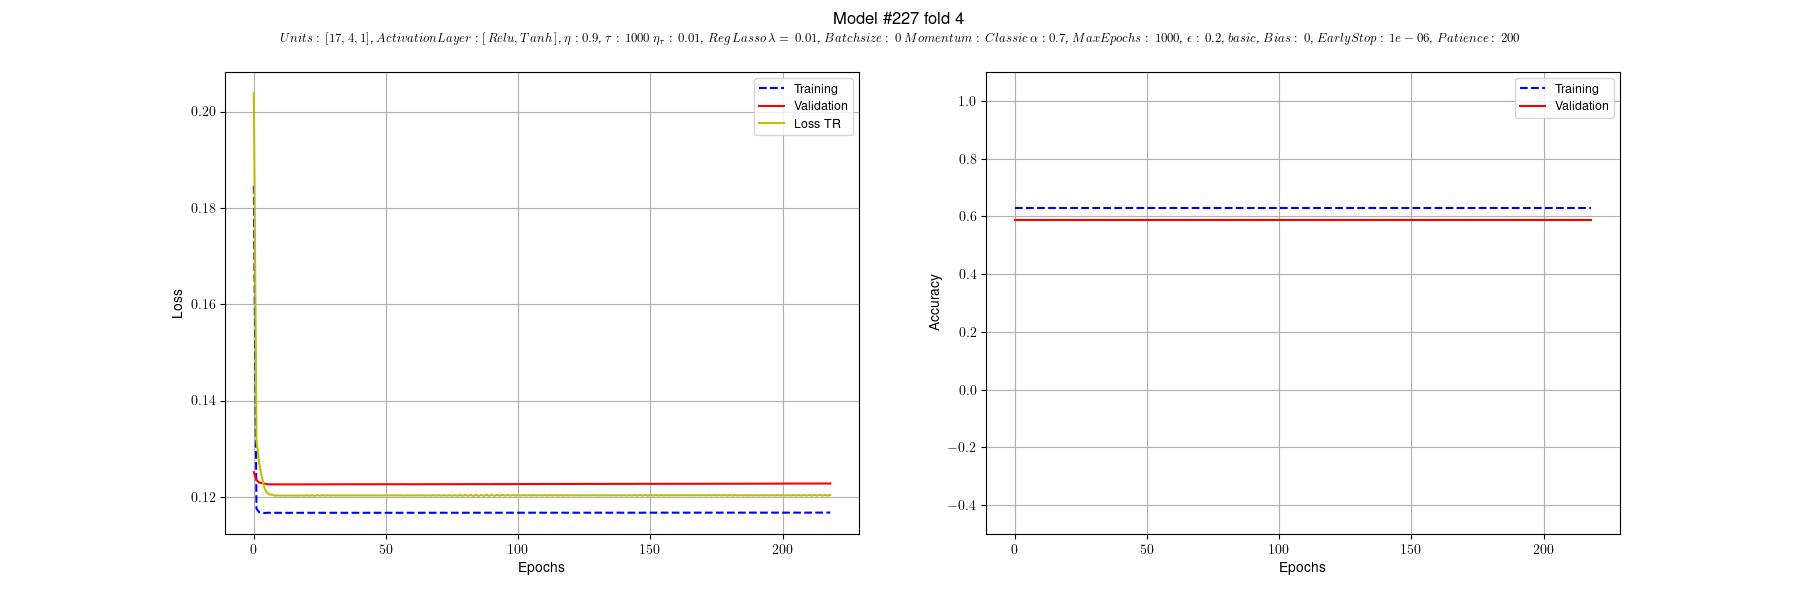 Model #227 fold 4
Units : [17, 4, 1], ActivationLayer : [Relu, Tanh], η : 0.9, τ : 1000 ητ : 0.01, Reg Lasso λ = 0.01, Batchsize : 0 Momentum : Classic α : 0.7, MaxEpochs : 1000, ϵ : 0.2, basic, Bias : 0, EarlyStop : 1e − 06, Patience : 200
Loss
0.20
0.18
0.16
0.14
0.12
0 50 100 150 200
Epochs
Training
Validation
Loss TR
Accuracy
1.0
0.8
0.6
0.4
0.2
0.0
−0.2
−0.4
0 50 100 150 200
Epochs
Training
Validation